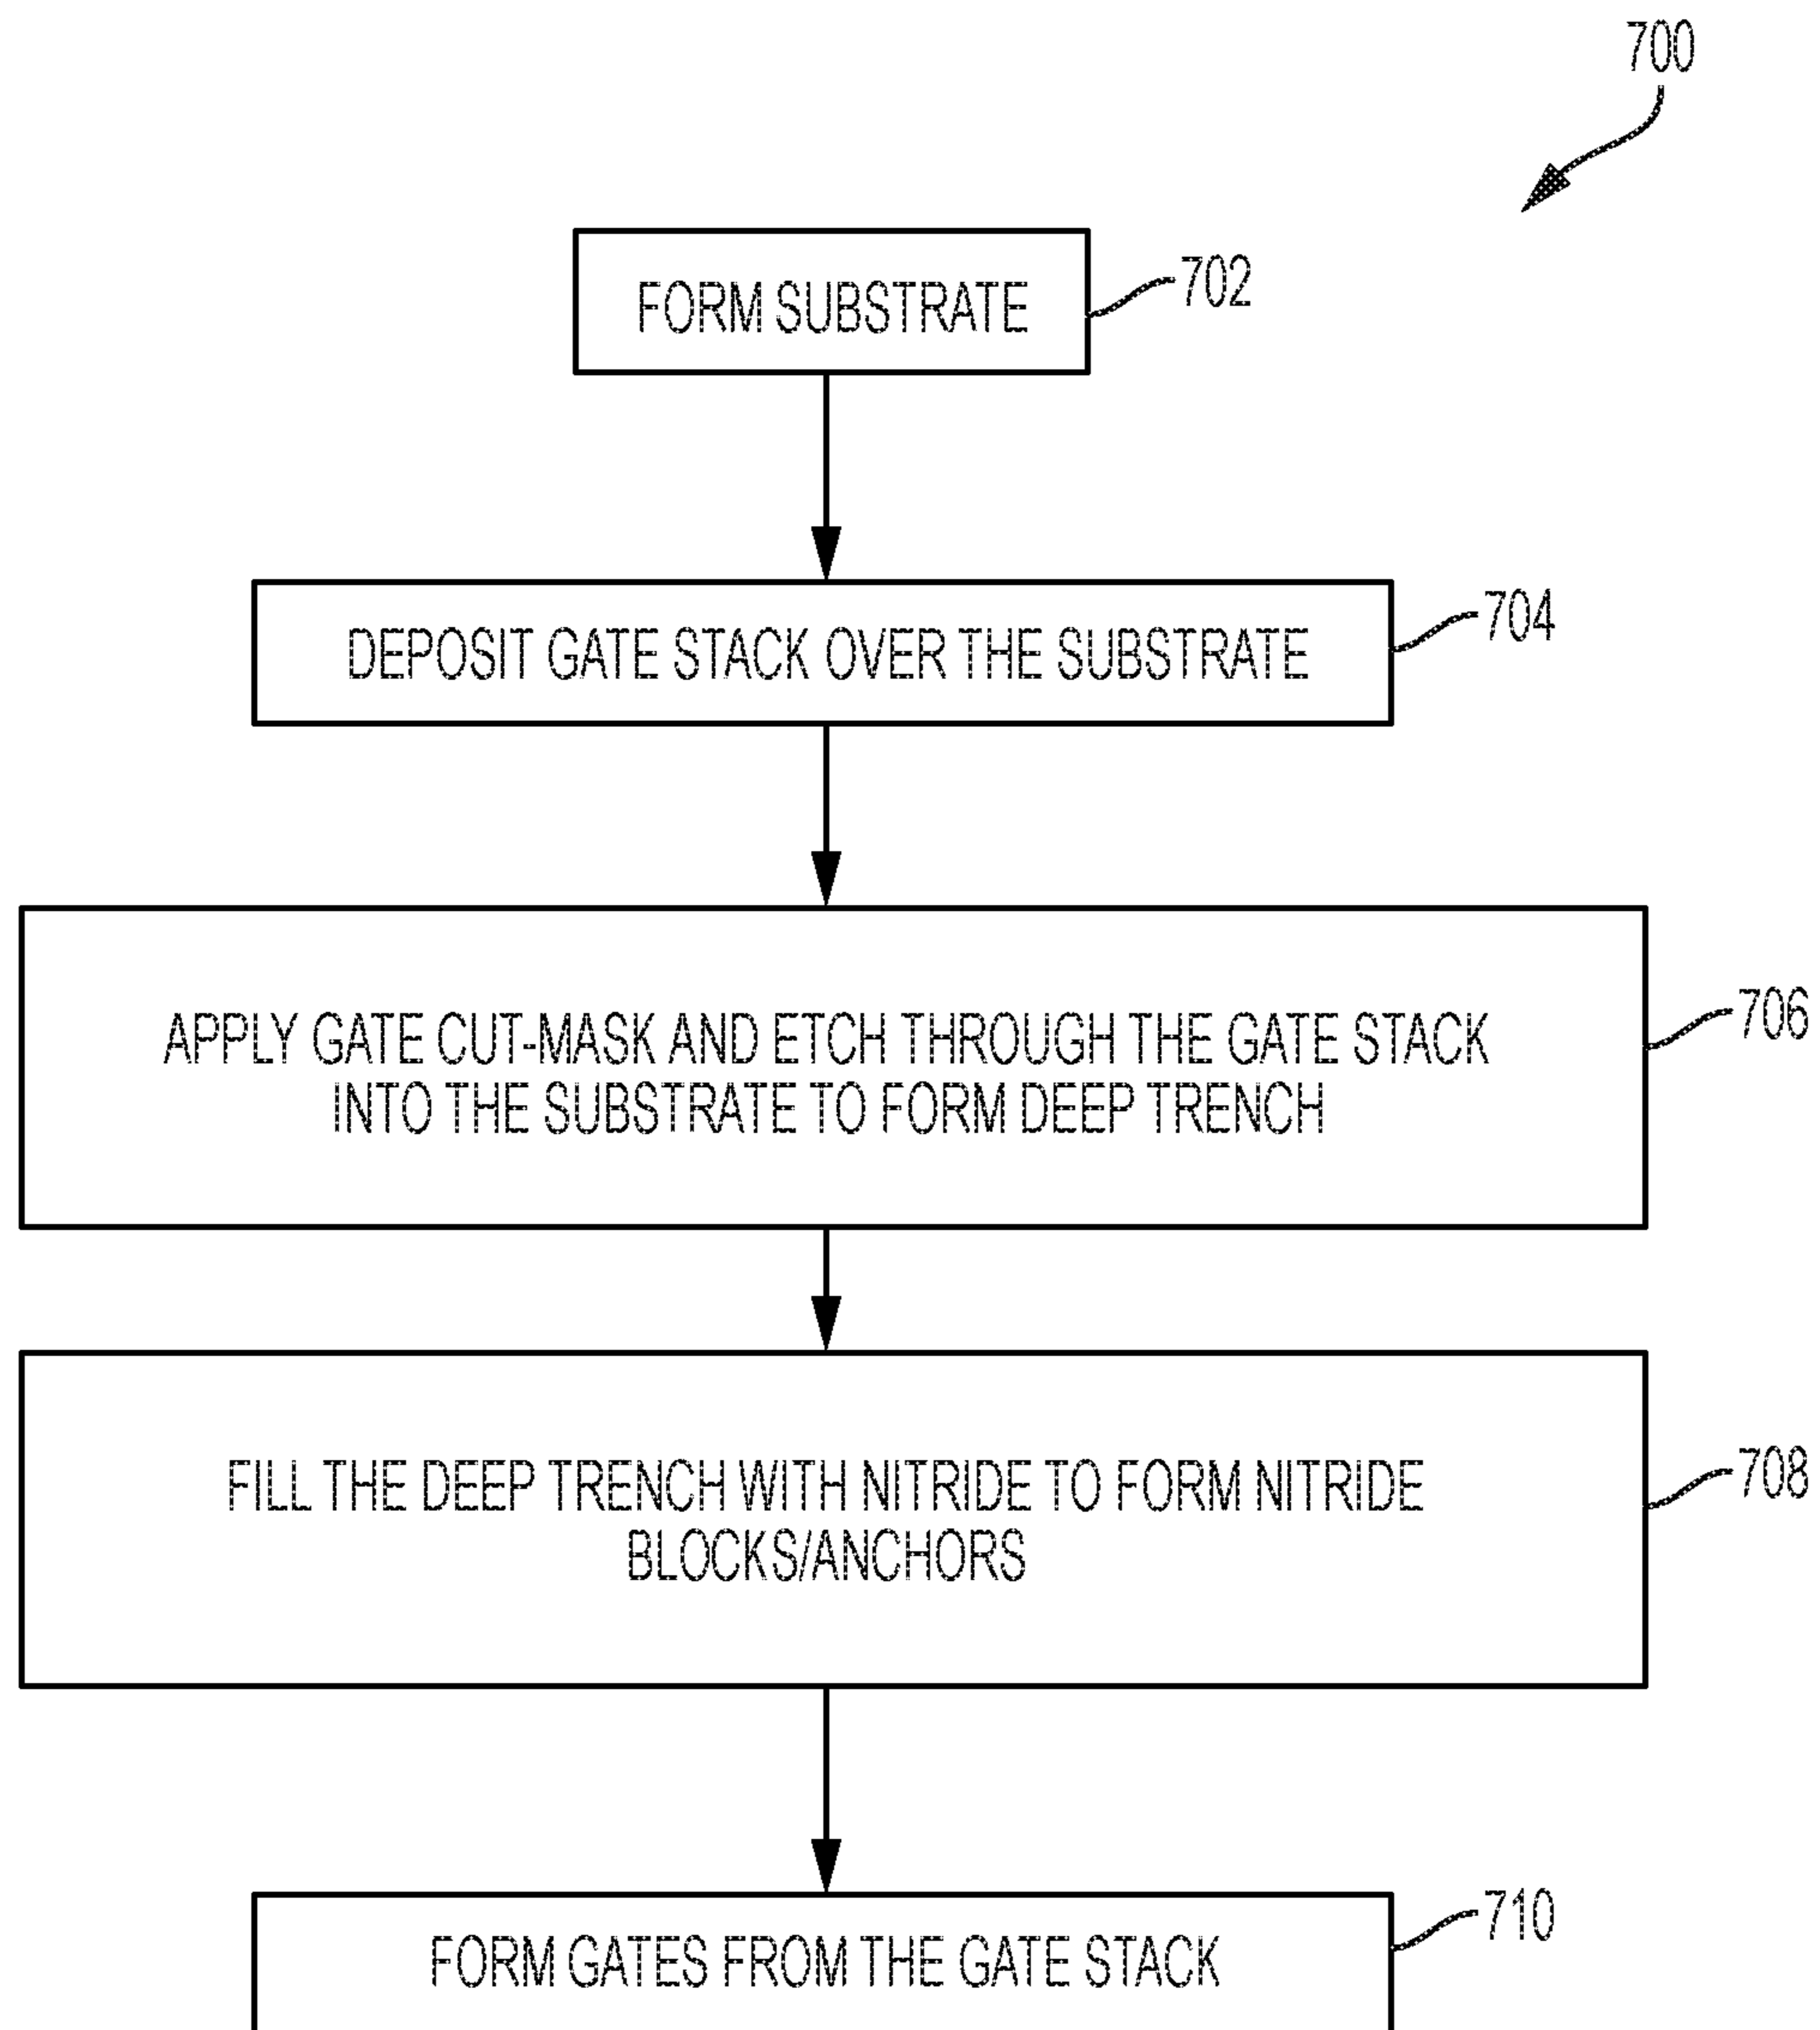 700
FORM SUBSTRATE
702
DEPOSIT GATE STACK OVER THE SUBSTRATE
704
APPLY GATE CUT-MASK AND ETCH THROUGH THE GATE STACK
INTO THE SUBSTRATE TO FORM DEEP TRENCH
706
FILL THE DEEP TRENCH WITH NITRIDE TO FORM NITRIDE
BLOCKS/ANCHORS
708
FORM GATES FROM THE GATE STACK
710